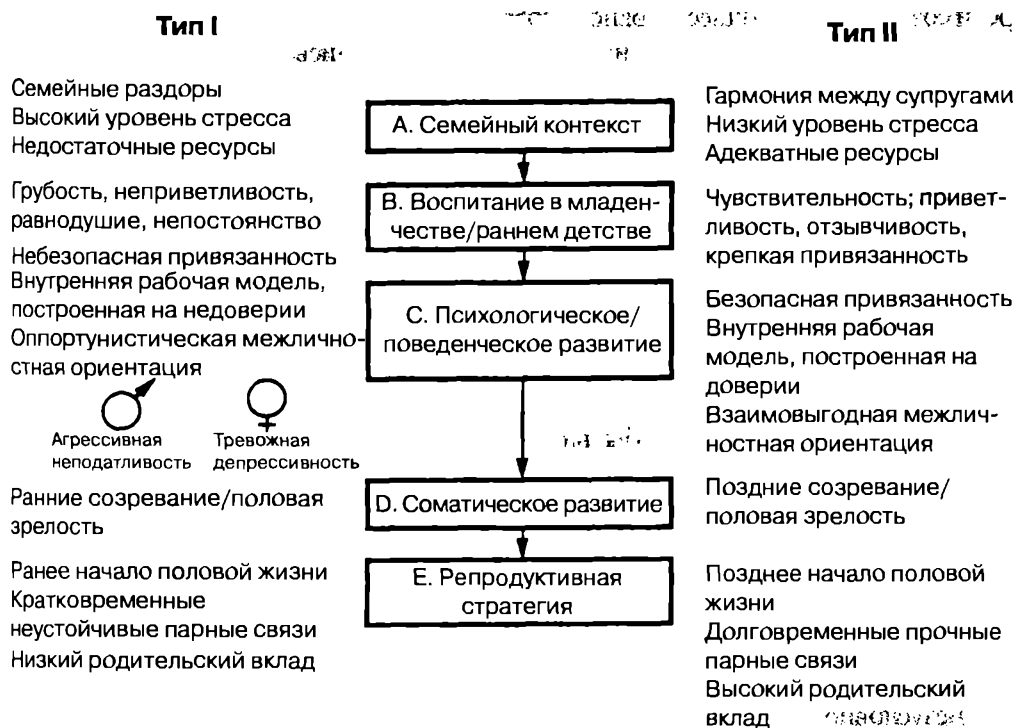 Тип I
Тип II
Семейные раздоры
Высокий уровень стресса
Недостаточные ресурсы
Грубость, неприветливость,
равнодушие, непостоянство
Небезопасная привязанность
Внутренняя рабочая модель,
построенная на недоверии
Оппортунистическая межлично-
стная ориентация
Агрессивная
неподатливость
Тревожная
депрессивность
Ранние созревание/половая
зрелость
Ранее начало половой жизни
Кратковременные
неустойчивые парные связи
Низкий родительский вклад
A. Семейный контекст
B. Воспитание в младен-
честве/раннем детстве
C. Психологическое/
поведенческое развитие
D. Соматическое развитие
E. Репродуктивная
стратегия
Гармония между супругами
Низкий уровень стресса
Адекватные ресурсы
Чувствительность; привет-
ливость, отзывчивость,
крепкая привязанность
Безопасная привязанность
Внутренняя рабочая
модель, построенная на
доверии
Взаимовыгодная межлич-
ностная ориентация
Поздние созревание/
половая зрелость
Позднее начало половой
жизни
Долговременные прочные
парные связи
Высокий родительский
вклад